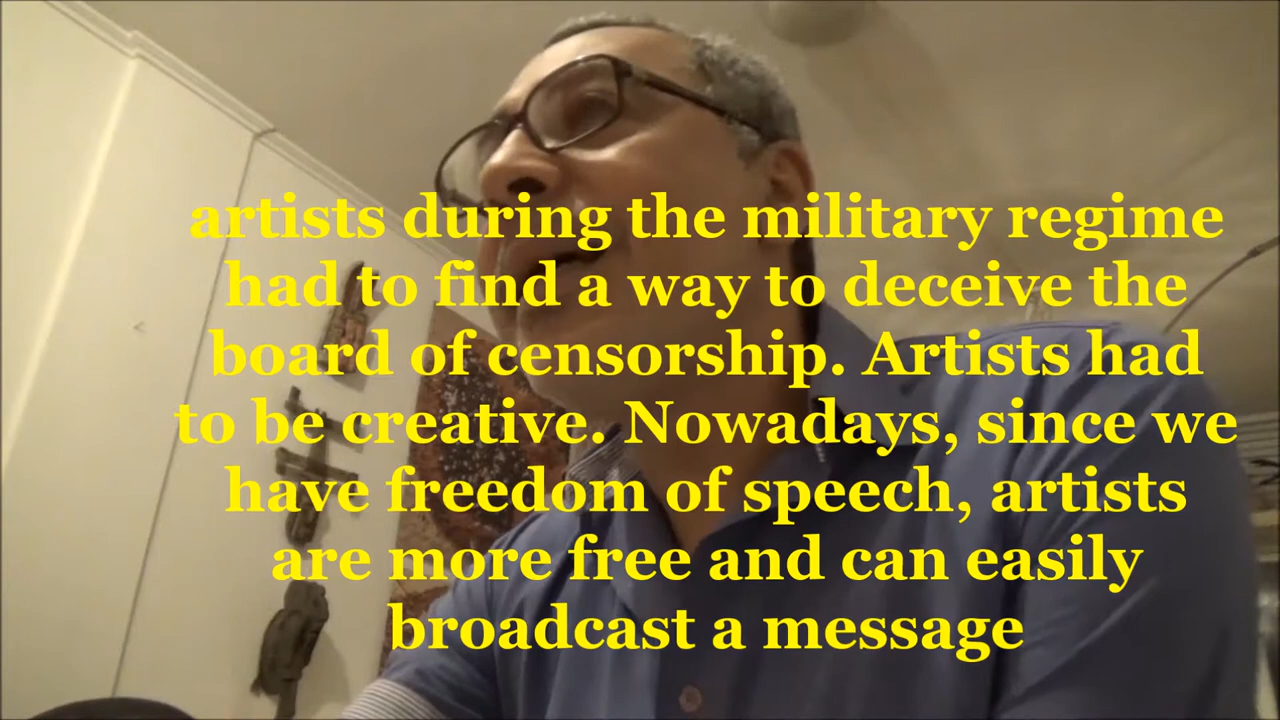 artists during the military regime
had to find a way to deceive the
board of censorship. Artists had
to be creative. Nowadays, since we
have freedom of speech, artists
are more free and can easily
broadcast a message